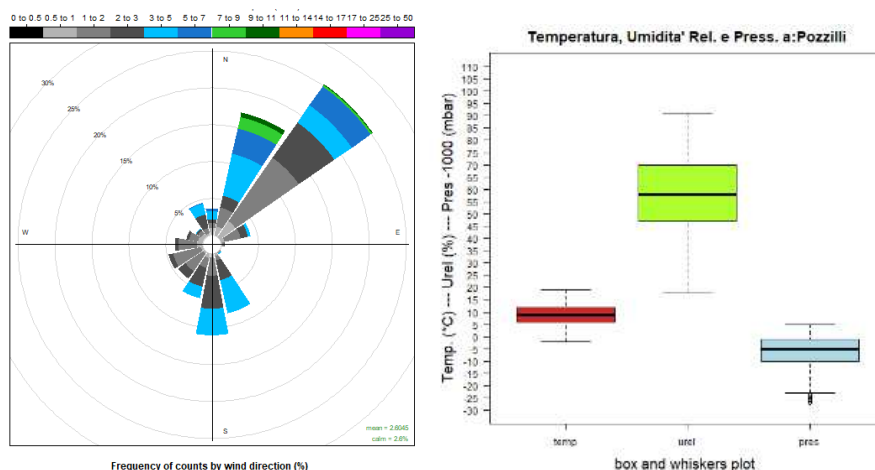 0 to 0.5 0.5 to 1 1 to 2 2 to 3 3 to 5 5 to 7 7 to 9 9 to 11 11 to 14 14 to 17 17 to 25 25 to 50
N
30%
25%
20%
15%
10%
5%
W
E
S
mean = 2.6045
calm = 2.6%
Frequency of counts by wind direction (%)
Temperatura, Umidita' Rel. e Press. a:Pozzilli
Temp. (°C) --- Urel (%) --- Pres -1000 (mbar)
110
105
100
95
90
85
80
75
70
65
60
55
50
45
40
35
30
25
20
15
10
5
0
-5
-10
-15
-20
-25
-30
temp
urel
pres
box and whiskers plot